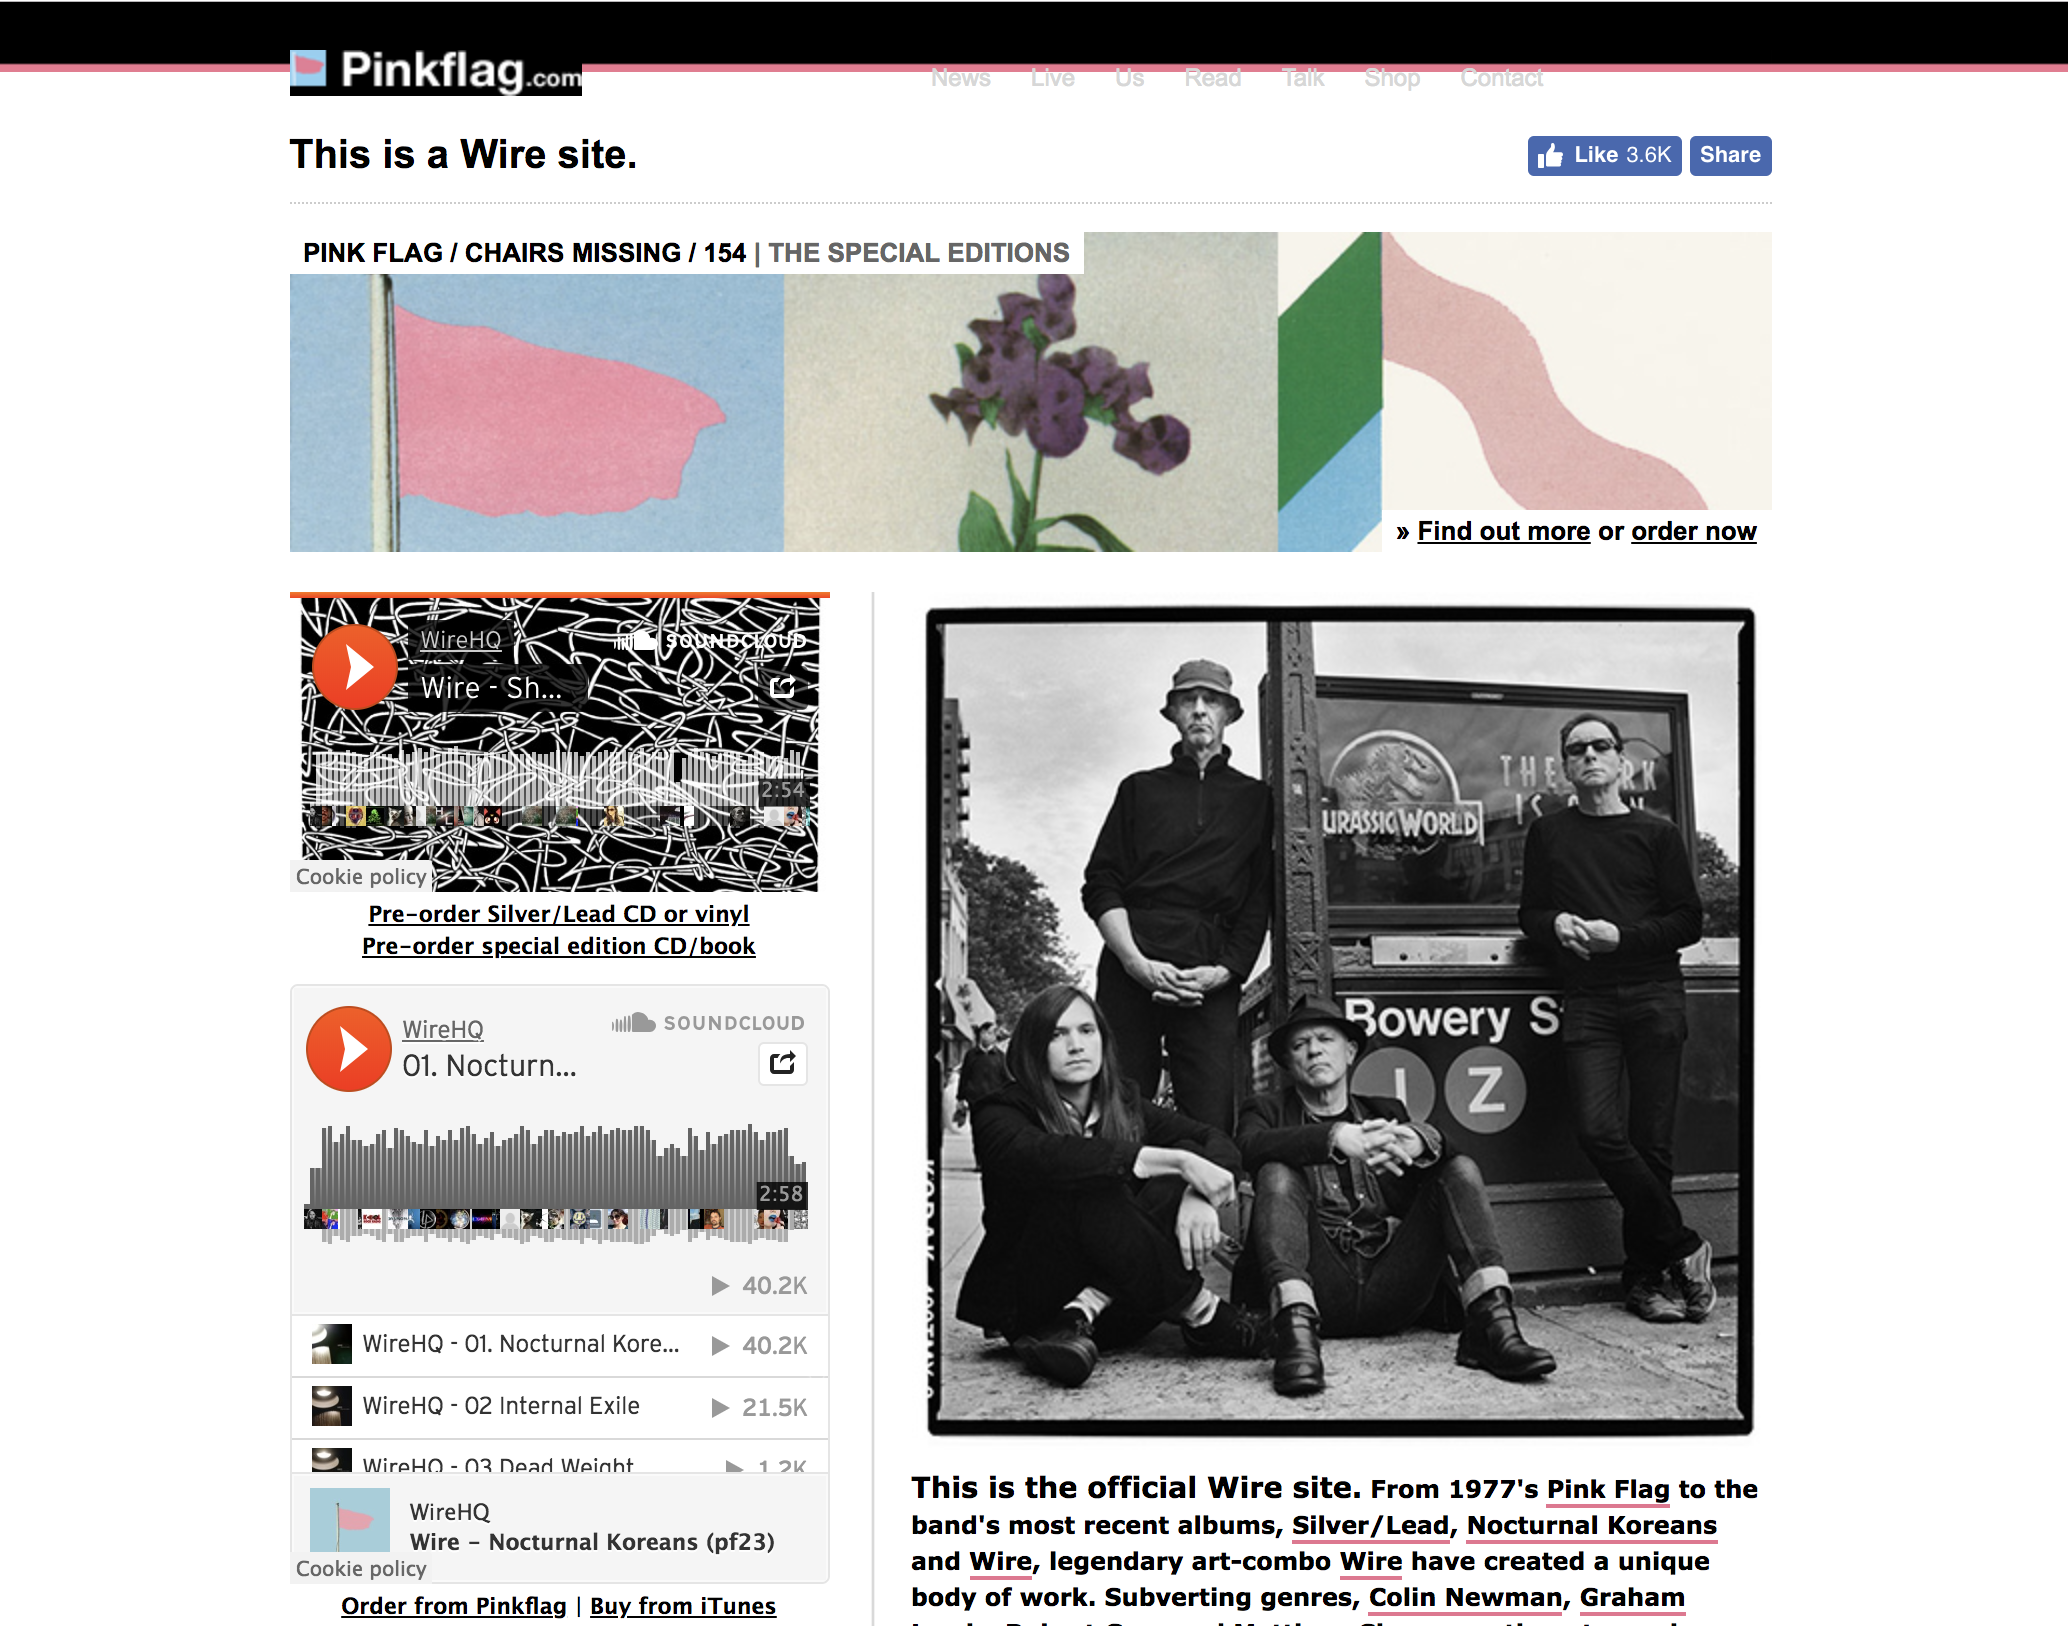 Pinkflag.com
News Live Us Read Talk Shop Contact
This is a Wire site.
Like 3.6K Share
PINK FLAG / CHAIRS MISSING / 154 | THE SPECIAL EDITIONS
» Find out more or order now
WireHQ
SOUNDCLOUD
Wire - Sh...
2:54
Cookie policy
Pre-order Silver/Lead CD or vinyl
Pre-order special edition CD/book
WireHQ
SOUNDCLOUD
01. Nocturn...
2:58
40.2K
WireHQ - 01. Nocturnal Kore... 40.2K
WireHQ - 02 Internal Exile 21.5K
WireHQ - 03 Dead Weight 1.2K
WireHQ
Wire – Nocturnal Koreans (pf23)
Cookie policy
Order from Pinkflag | Buy from iTunes
JURASSIC WORLD
THE
IS
Bowery S
J Z
This is the official Wire site. From 1977's Pink Flag to the
band's most recent albums, Silver/Lead, Nocturnal Koreans
and Wire, legendary art-combo Wire have created a unique
body of work. Subverting genres, Colin Newman, Graham